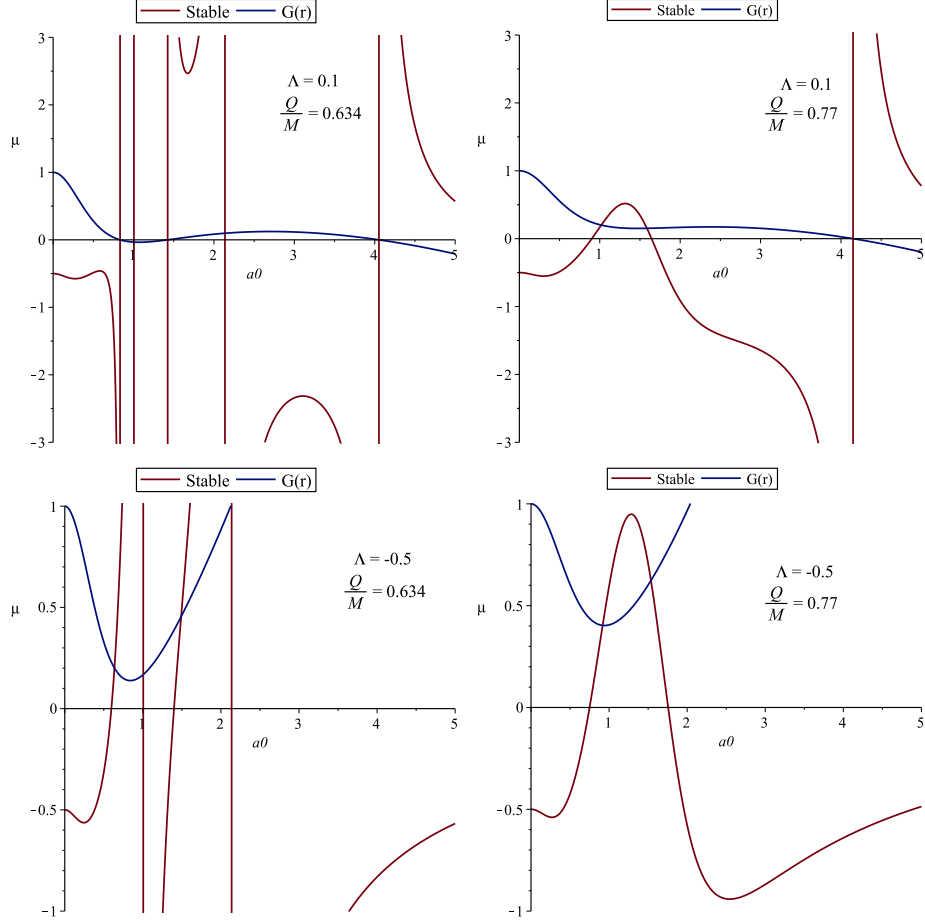 Stable G(r)
3
2
μ
1
0
-1
-2
-3
1 2 3 4 5
a0
Λ = 0.1
Q
M = 0.634
Stable G(r)
3
2
μ
1
0
-1
-2
-3
1 2 3 4 5
a0
Λ = 0.1
Q
M = 0.77
Stable G(r)
1
μ
0.5
0
-0.5
-1
1 2 3 4 5
a0
Λ = -0.5
Q
M = 0.634
Stable G(r)
1
μ
0.5
0
-0.5
-1
1 2 3 4 5
a0
Λ = -0.5
Q
M = 0.77